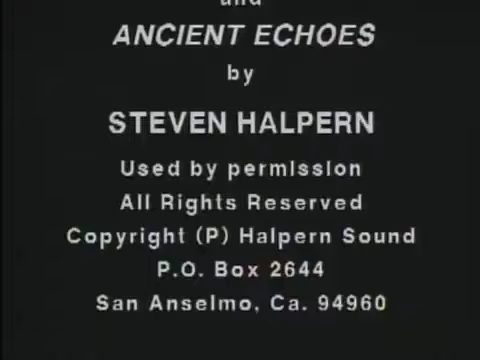 and
ANCIENT ECHOES
by
STEVEN HALPERN
Used by permission
All Rights Reserved
Copyright (P) Halpern Sound
P.O. Box 2644
San Anselmo, Ca. 94960